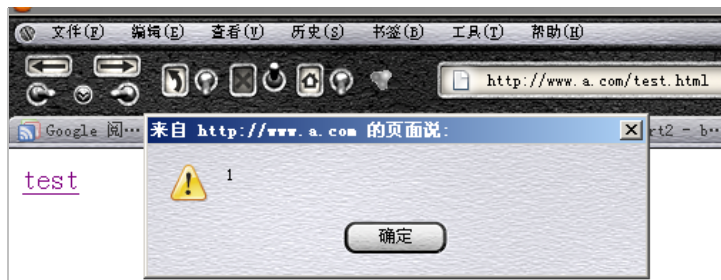 文件(F) 编辑(E) 查看(V) 历史(S) 书签(B) 工具(T) 帮助(H)
http://www.a.com/test.html
Google 阅… rt2 - b…
来自 http://www.a.com 的页面说:
test
1
确定